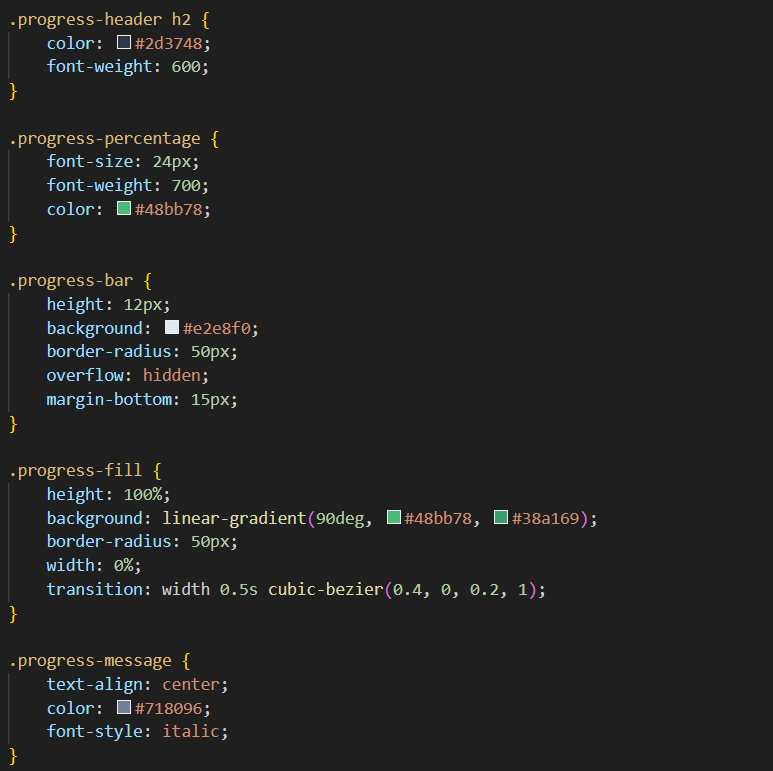 .progress-header h2 {
    color: #2d3748;
    font-weight: 600;
}

.progress-percentage {
    font-size: 24px;
    font-weight: 700;
    color: #48bb78;
}

.progress-bar {
    height: 12px;
    background: #e2e8f0;
    border-radius: 50px;
    overflow: hidden;
    margin-bottom: 15px;
}

.progress-fill {
    height: 100%;
    background: linear-gradient(90deg, #48bb78, #38a169);
    border-radius: 50px;
    width: 0%;
    transition: width 0.5s cubic-bezier(0.4, 0, 0.2, 1);
}

.progress-message {
    text-align: center;
    color: #718096;
    font-style: italic;
}